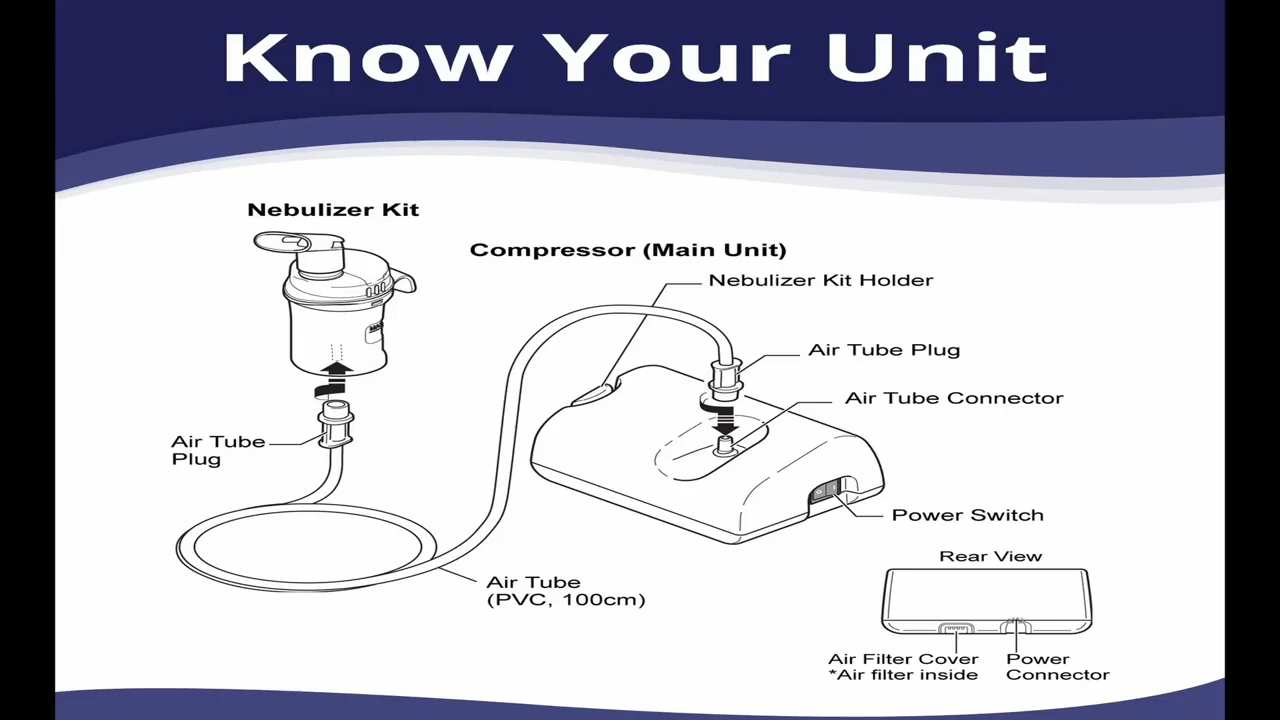 Know Your Unit
Nebulizer Kit
Compressor (Main Unit)
Nebulizer Kit Holder
Air Tube Plug
Air Tube Connector
Air Tube
Plug
Power Switch
Rear View
Air Tube
(PVC, 100cm)
Air Filter Cover
*Air filter inside
Power
Connector